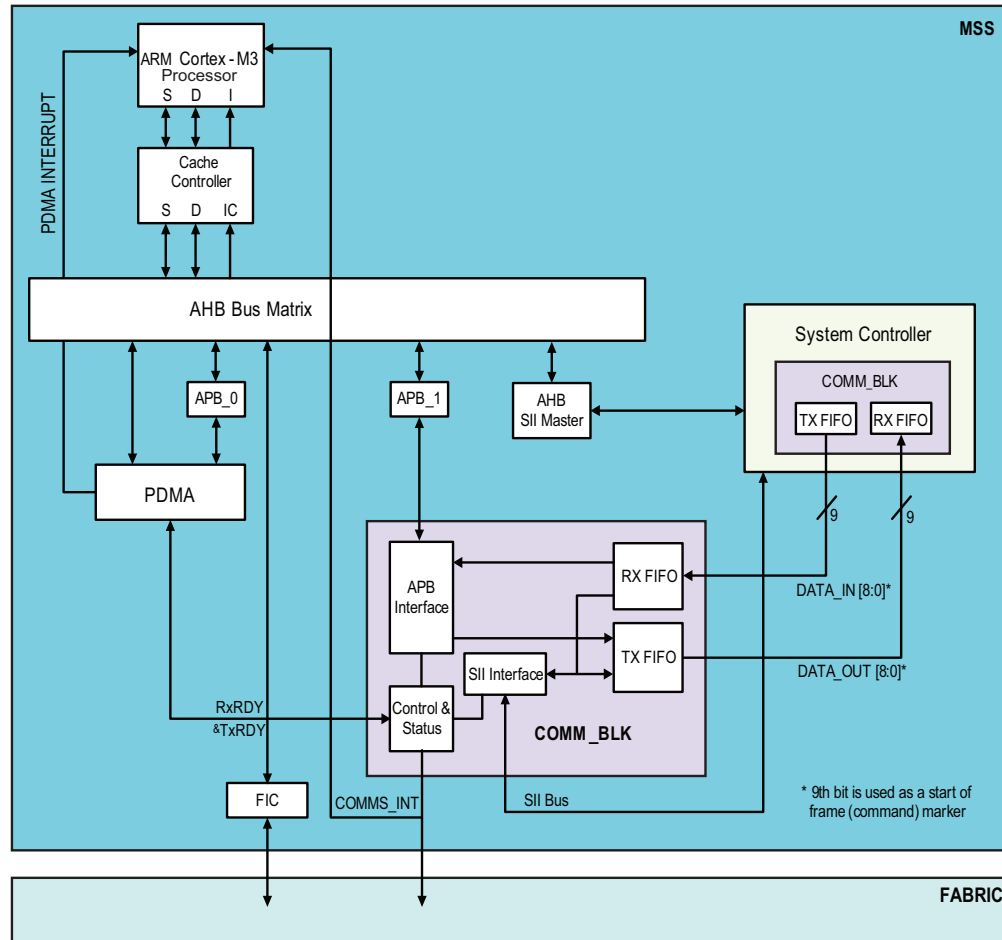 MSS
ARM Cortex - M3
Processor
S D I
PDMA INTERRUPT
Cache
Controller
S D IC
AHB Bus Matrix
System Controller
COMM_BLK
TX FIFO
RX FIFO
APB_0
APB_1
AHB
SII Master
PDMA
9
9
APB
Interface
RX FIFO
DATA_IN [8:0]*
TX FIFO
SII Interface
DATA_OUT [8:0]*
RxRDY
&TxRDY
Control &
Status
COMM_BLK
FIC
COMMS_INT
SII Bus
* 9th bit is used as a start of
frame (command) marker
FABRIC